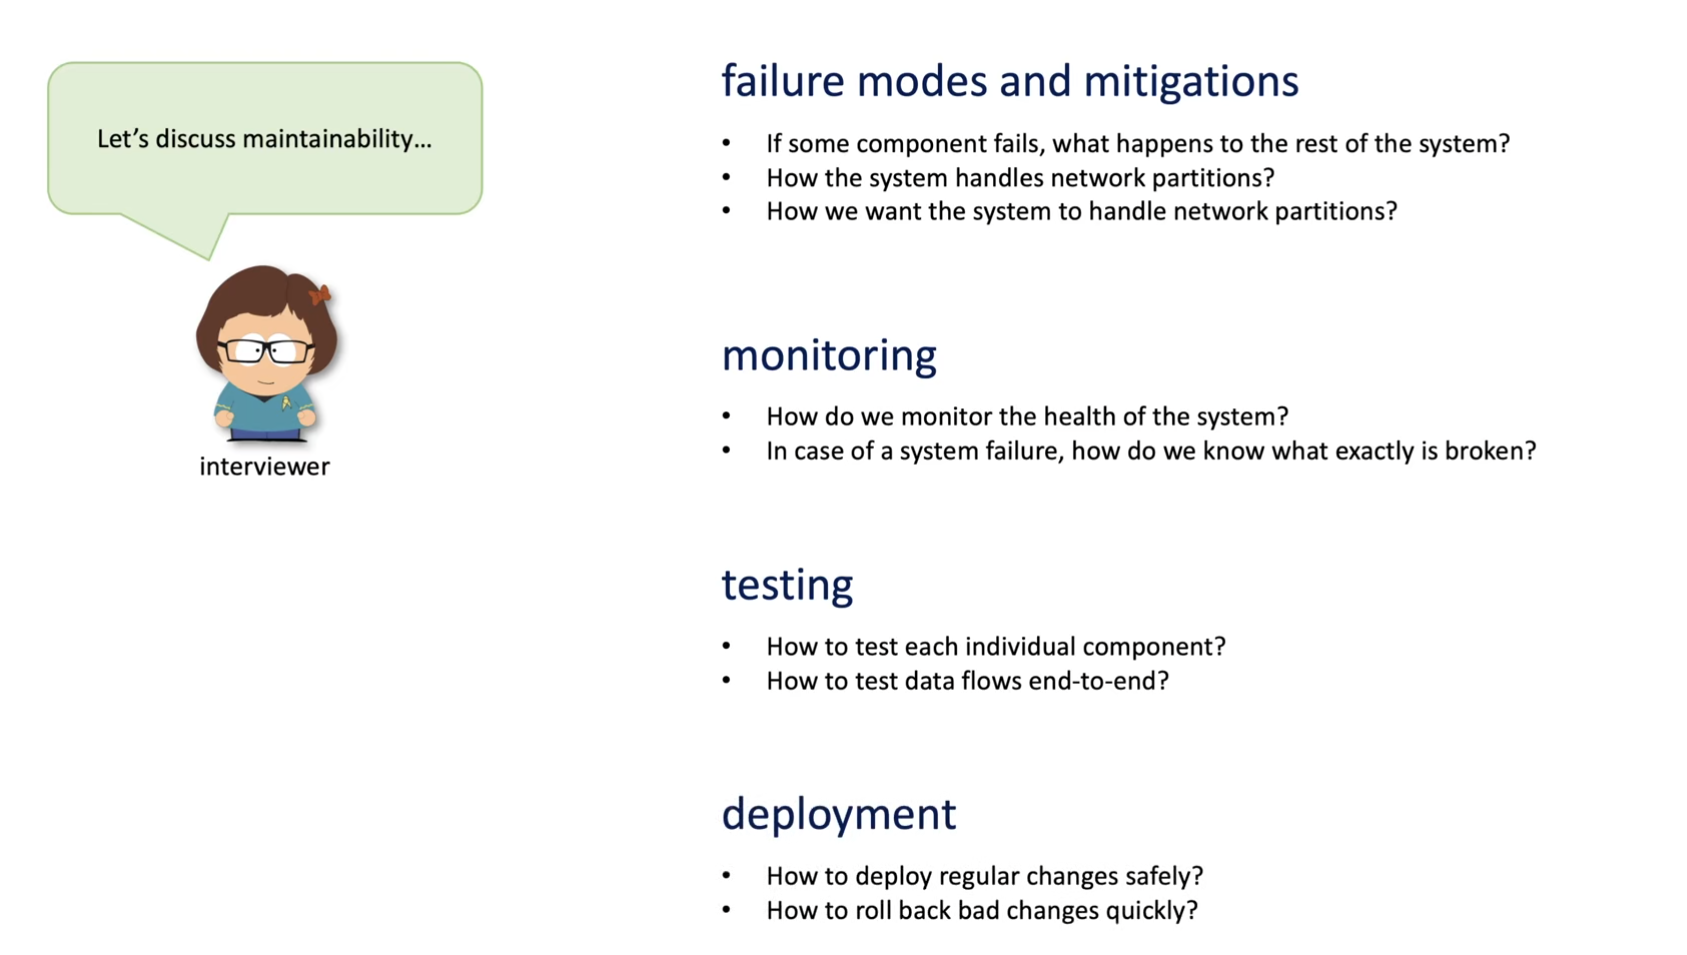 Let's discuss maintainability...
interviewer
failure modes and mitigations
• If some component fails, what happens to the rest of the system?
• How the system handles network partitions?
• How we want the system to handle network partitions?
monitoring
• How do we monitor the health of the system?
• In case of a system failure, how do we know what exactly is broken?
testing
• How to test each individual component?
• How to test data flows end-to-end?
deployment
• How to deploy regular changes safely?
• How to roll back bad changes quickly?